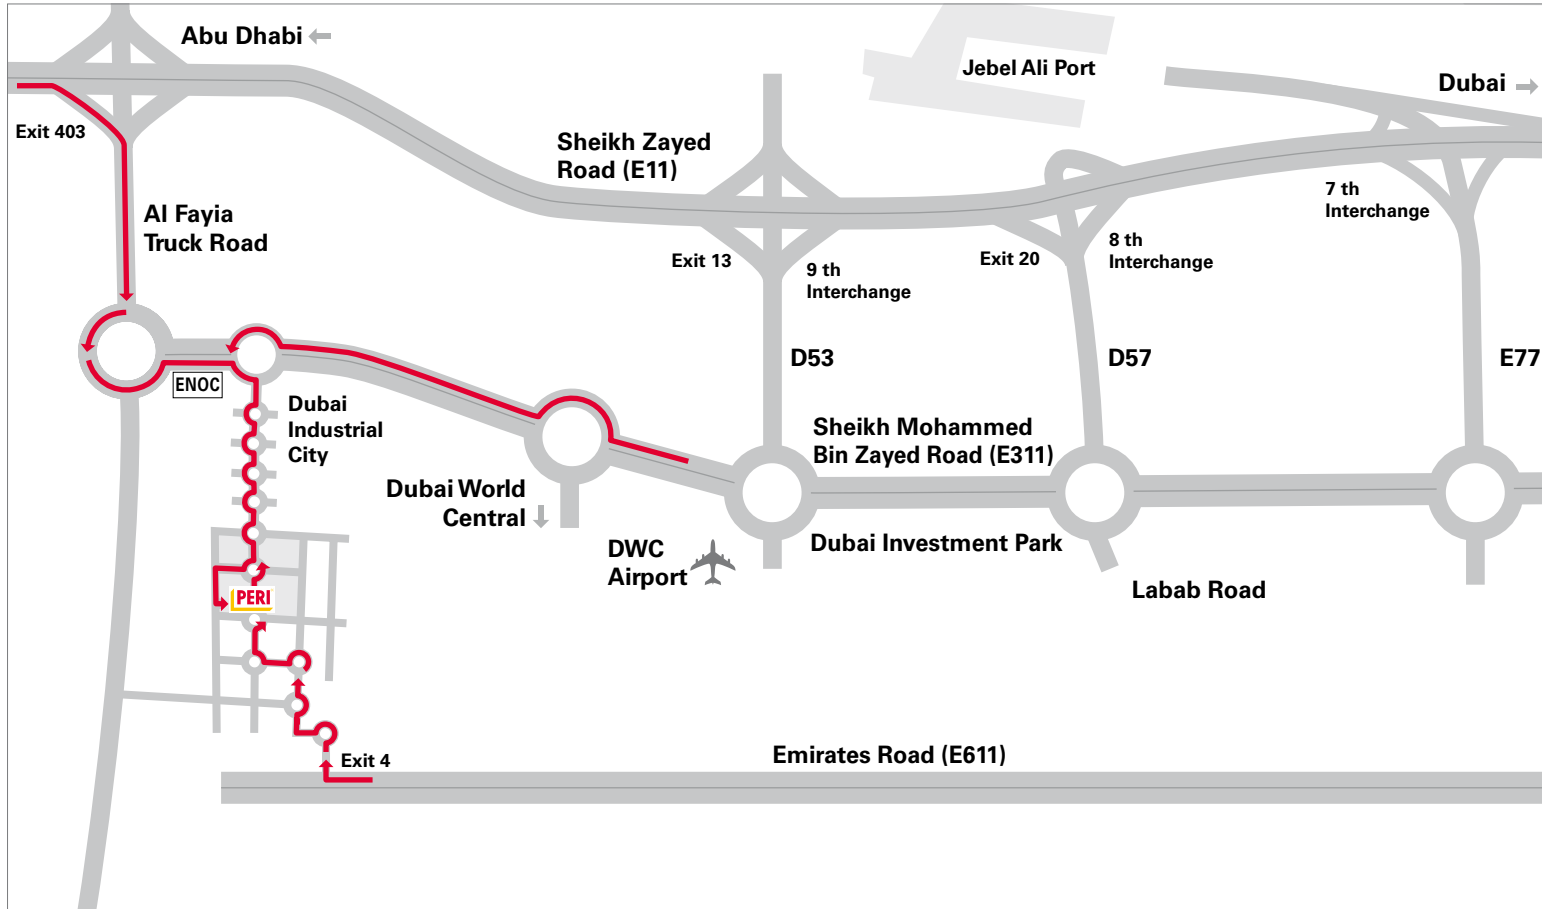 Abu Dhabi
Jebel Ali Port
Dubai
Exit 403
Sheikh Zayed
Road (E11)
7 th
Interchange
Al Fayia
Truck Road
Exit 13
9 th
Interchange
Exit 20
8 th
Interchange
D53
D57
E77
ENOC
Dubai
Industrial
City
Sheikh Mohammed
Bin Zayed Road (E311)
Dubai World
Central
DWC
Airport
Dubai Investment Park
Labab Road
PERI
Exit 4
Emirates Road (E611)